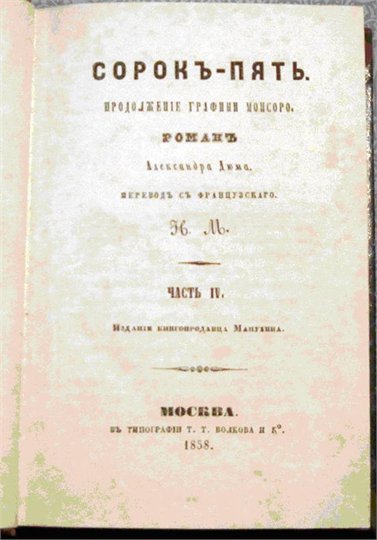 СОРОКЪ-ПЯТЬ.
ПРОДОЛЖЕНІЕ ГРАФИНИ МОНСОРО.
РОМАНЪ
Александра Дюма.
ПЕРЕВОДЪ СЪ ФРАНЦУЗСКАГО.
Н. М.
ЧАСТЬ IV.
Изданіе книгопродавца Манухина.
МОСКВА.
ВЪ ТИПОГРАФІИ Т. Т. ВОЛКОВА И Кº.
1858.